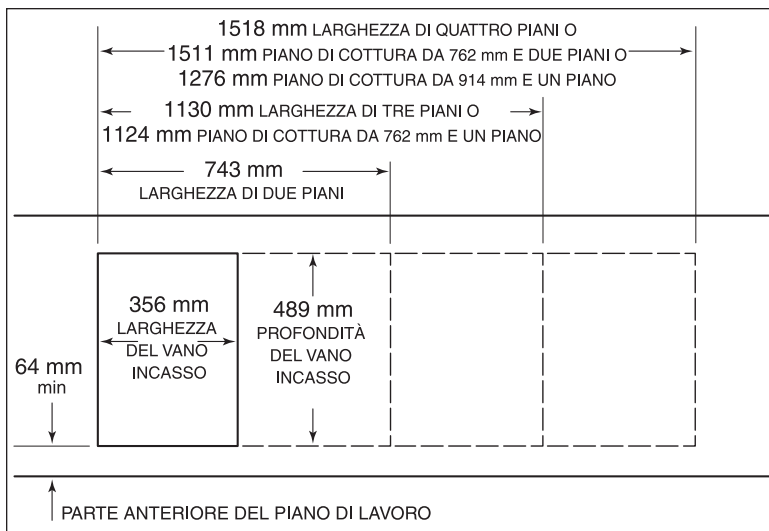 1518 mm LARGHEZZA DI QUATTRO PIANI O
1511 mm PIANO DI COTTURA DA 762 mm E DUE PIANI O
1276 mm PIANO DI COTTURA DA 914 mm E UN PIANO
1130 mm LARGHEZZA DI TRE PIANI O
1124 mm PIANO DI COTTURA DA 762 mm E UN PIANO
743 mm
LARGHEZZA DI DUE PIANI
356 mm
LARGHEZZA
DEL VANO
INCASSO
489 mm
PROFONDITÀ
DEL VANO
INCASSO
64 mm
min
PARTE ANTERIORE DEL PIANO DI LAVORO